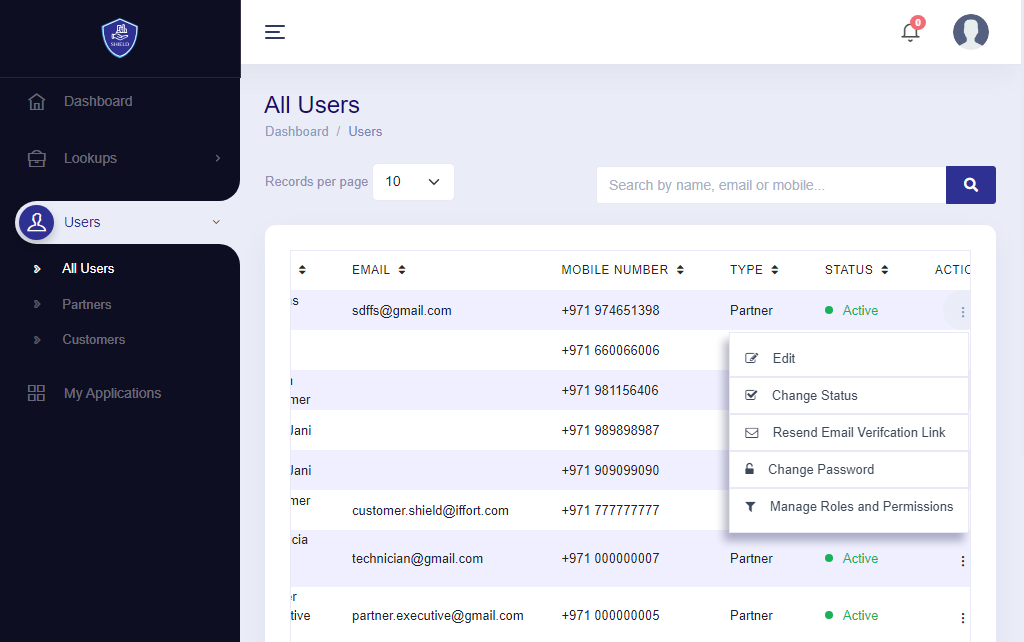 0
SHIELD
Dashboard
Lookups
Users
All Users
Partners
Customers
My Applications
All Users
Dashboard / Users
Records per page 10
Search by name, email or mobile...
EMAIL MOBILE NUMBER TYPE STATUS ACTIO
s
sdffs@gmail.com +971 974651398 Partner Active
+971 660066006
mer +971 981156406
Jani +971 989898987
Jani +971 909099090
mer
customer.shield@iffort.com +971 777777777
cia
technician@gmail.com +971 000000007 Partner Active
r
tive partner.executive@gmail.com +971 000000005 Partner Active
Edit
Change Status
Resend Email Verifcation Link
Change Password
Manage Roles and Permissions